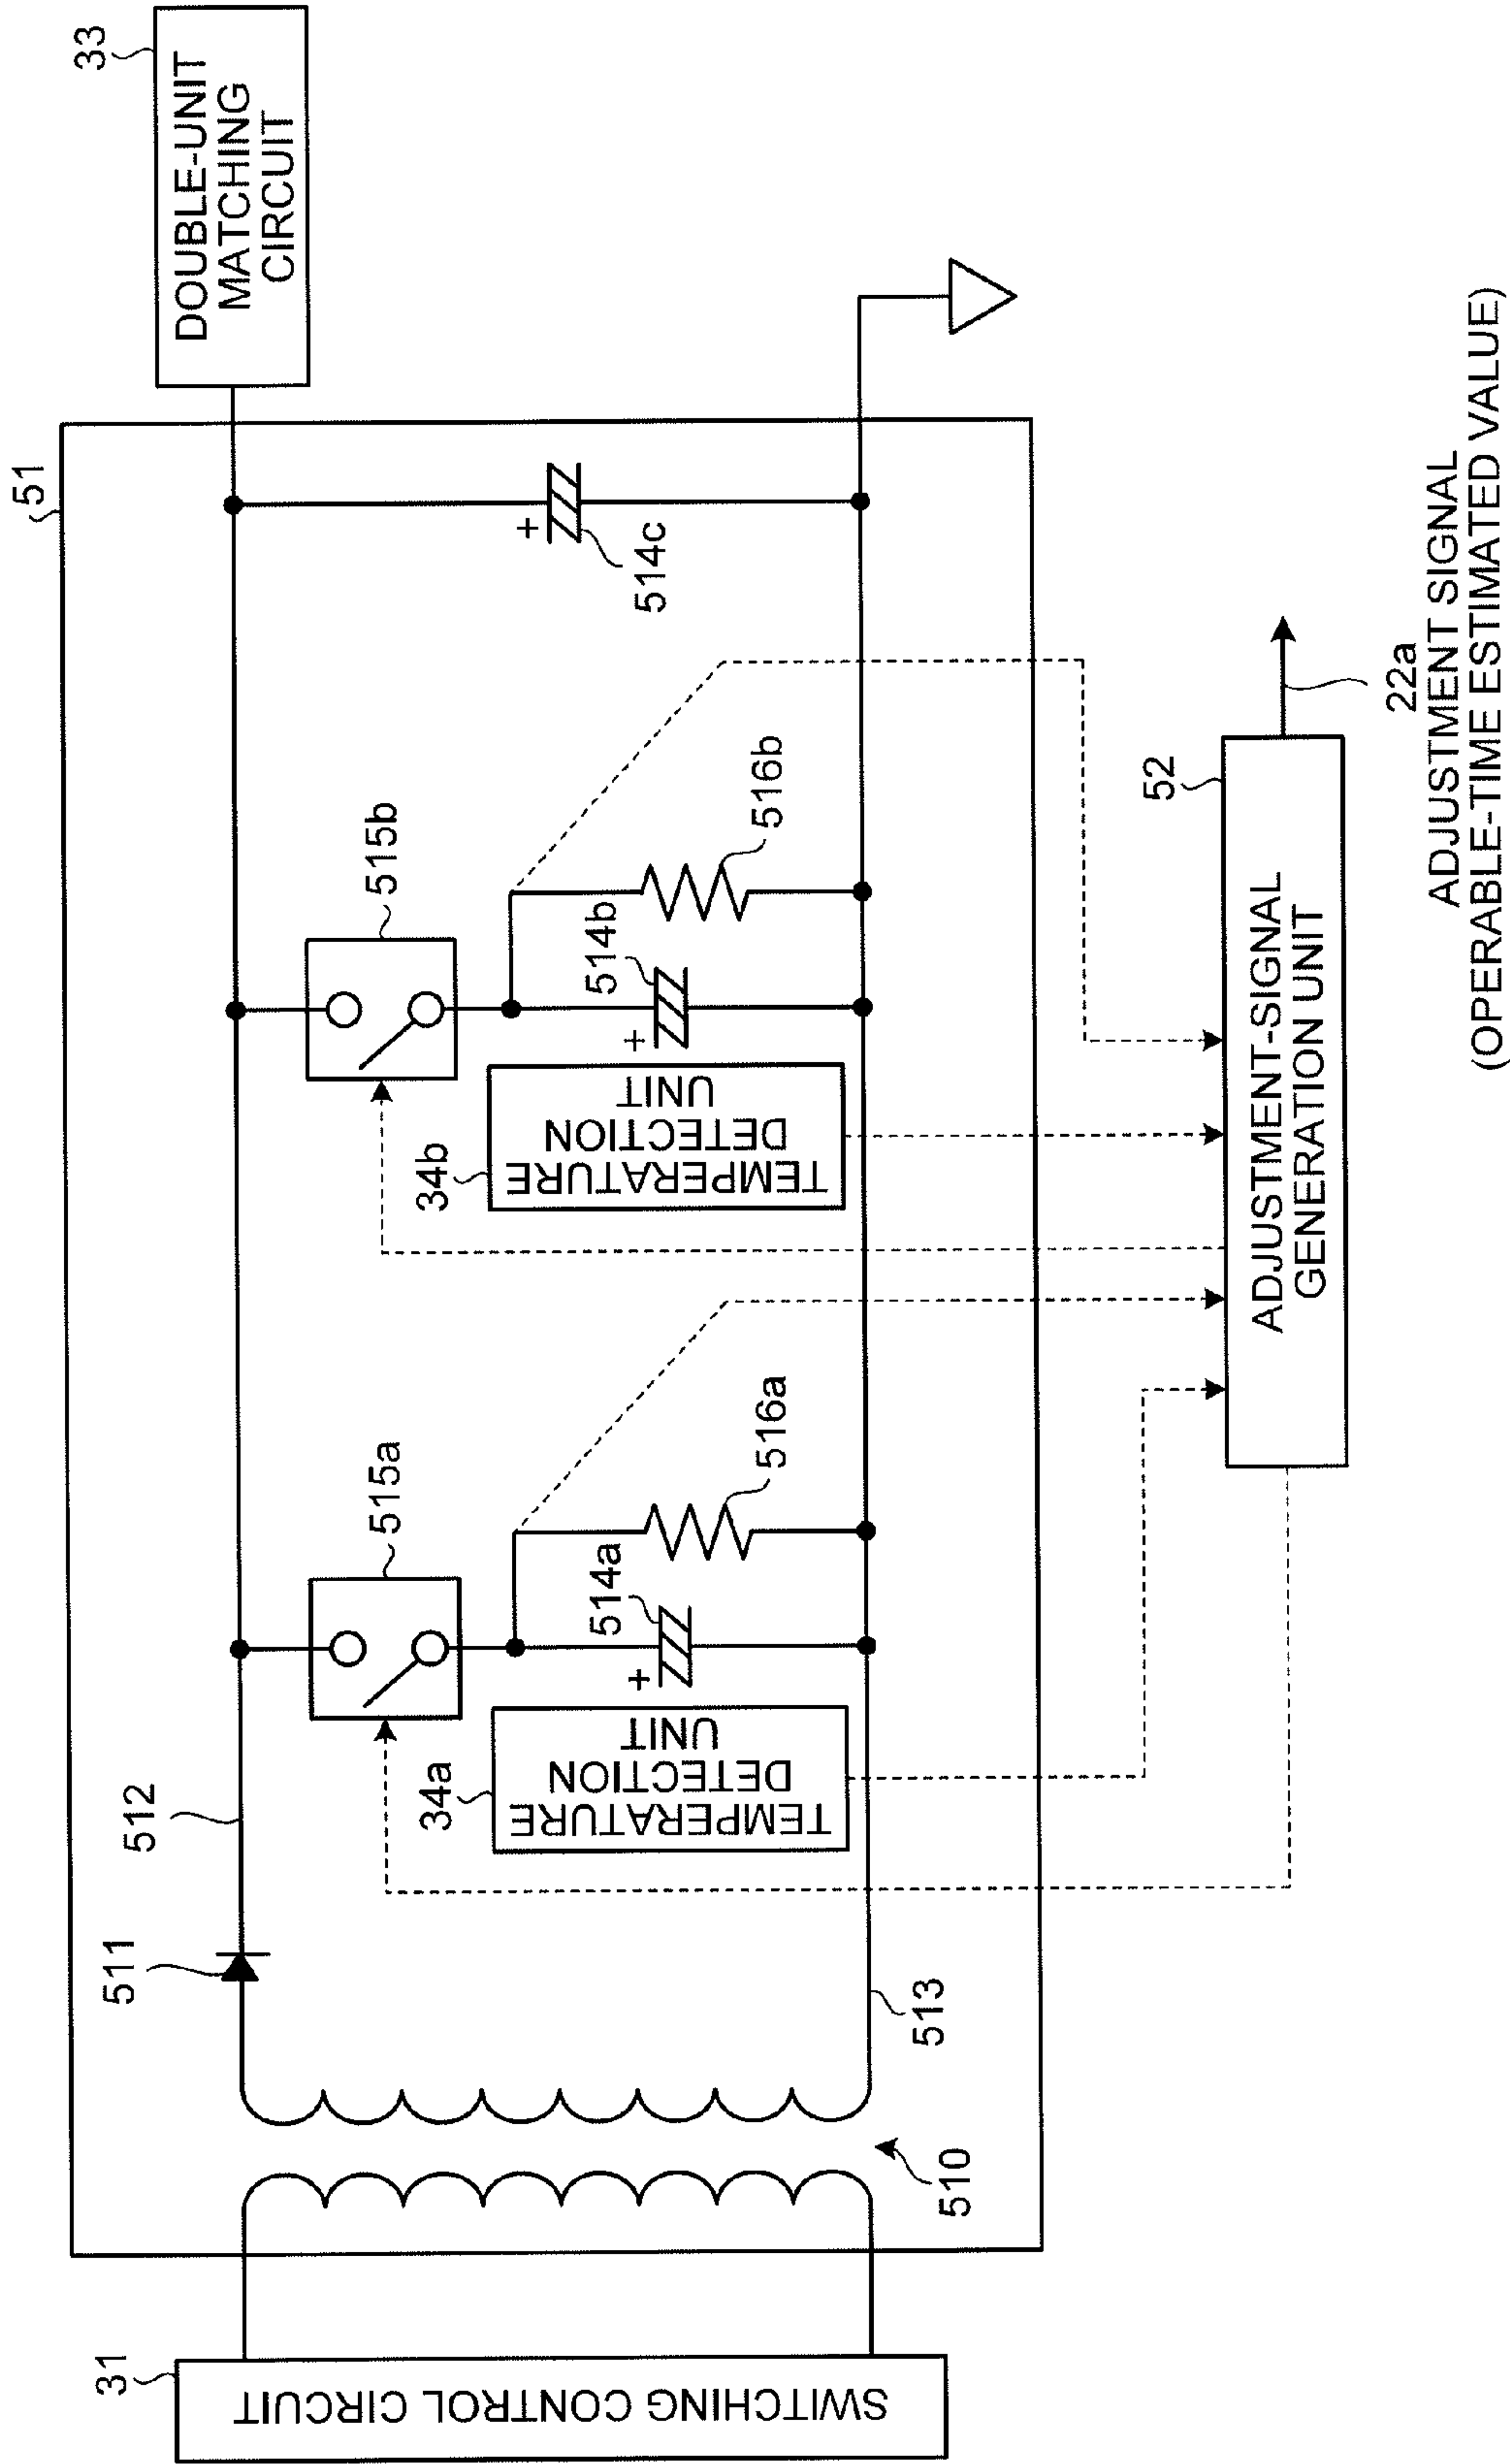 33
DOUBLE-UNIT
MATCHING
CIRCUIT
51
514c
+
515b
516b
514b
+
34b
TEMPERATURE
DETECTION
UNIT
515a
516a
514a
+
34a
TEMPERATURE
DETECTION
UNIT
512
511
513
510
31
SWITCHING CONTROL CIRCUIT
52
ADJUSTMENT-SIGNAL
GENERATION UNIT
22a
ADJUSTMENT SIGNAL
(OPERABLE-TIME ESTIMATED VALUE)